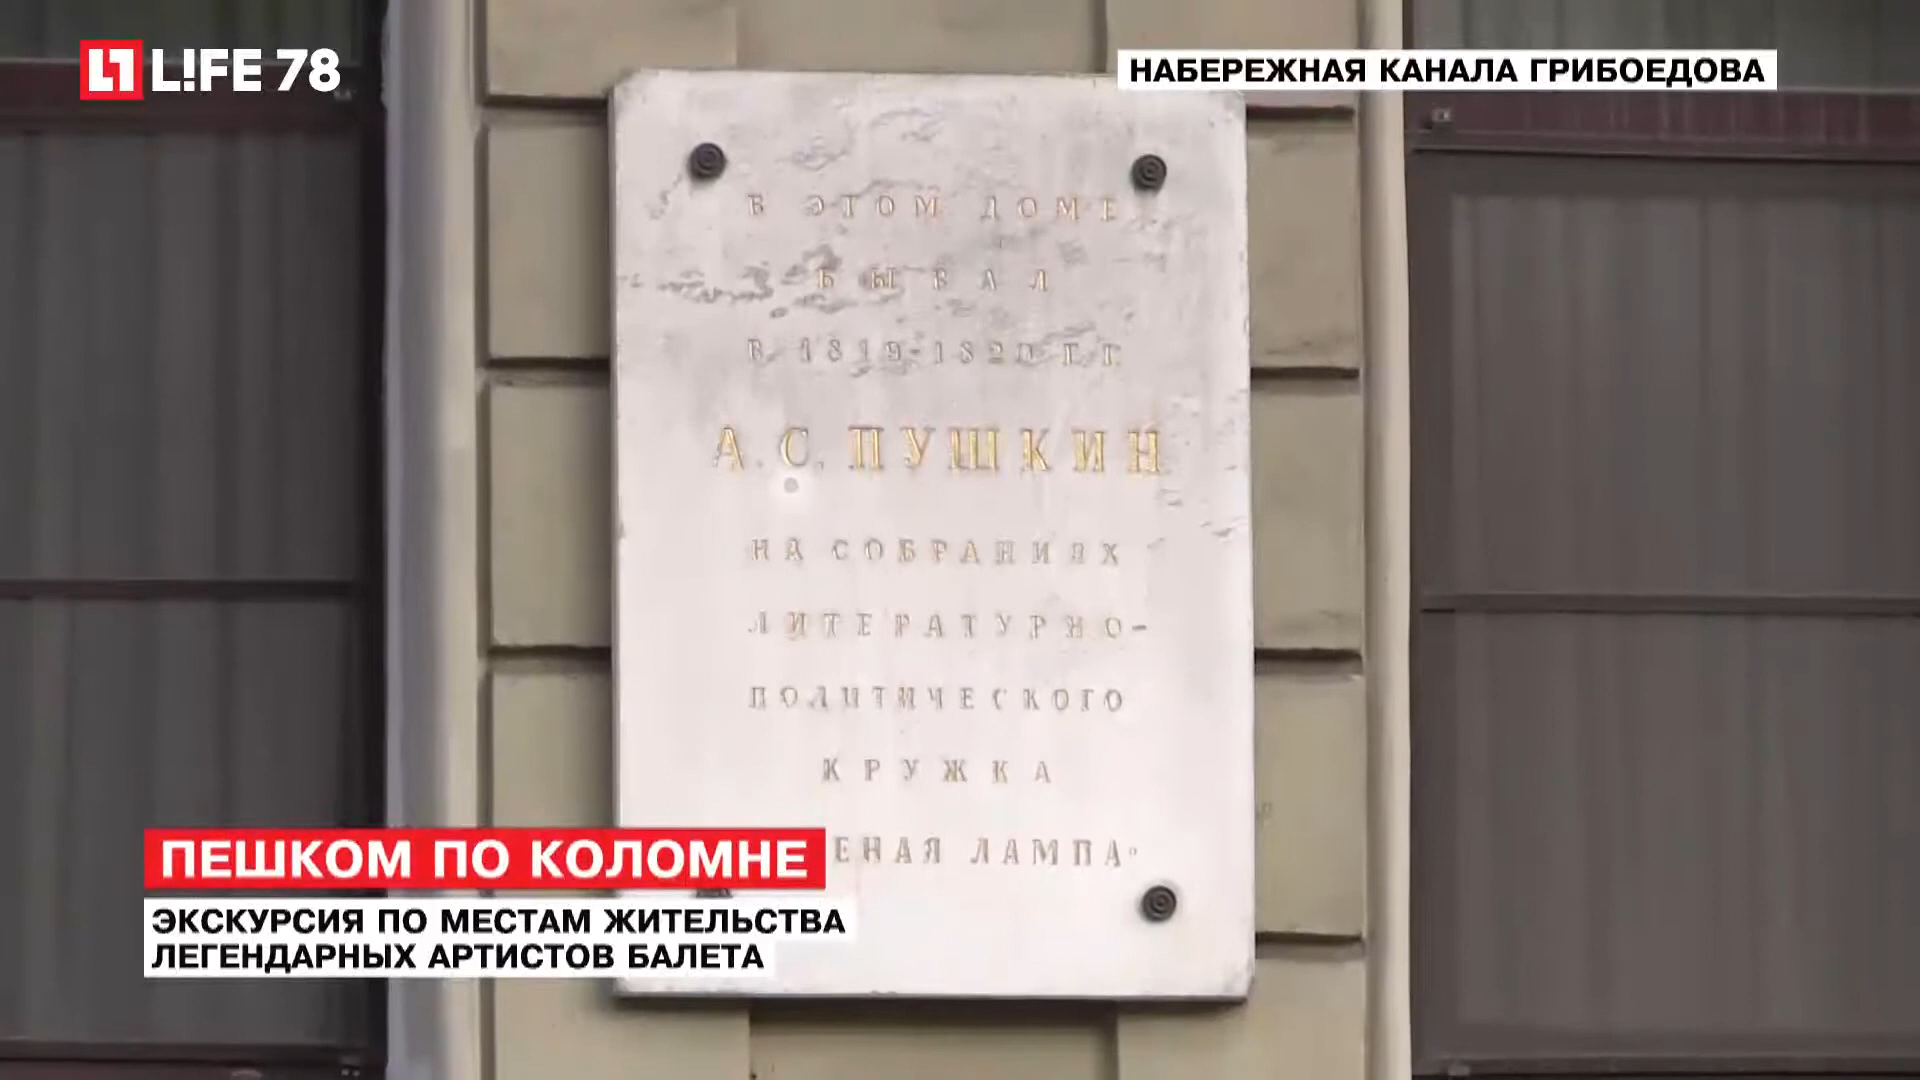 L!FE 78
НАБЕРЕЖНАЯ КАНАЛА ГРИБОЕДОВА
В ЭТОМ ДОМЕ
БЫВАЛ
В 1819-1820 Г.Г.
А.С. ПУШКИН
НА СОБРАНИЯХ
ЛИТЕРАТУРНО-
ПОЛИТИЧЕСКОГО
КРУЖКА
ЛАМПА"
ПЕШКОМ ПО КОЛОМНЕ
ЭКСКУРСИЯ ПО МЕСТАМ ЖИТЕЛЬСТВА
ЛЕГЕНДАРНЫХ АРТИСТОВ БАЛЕТА